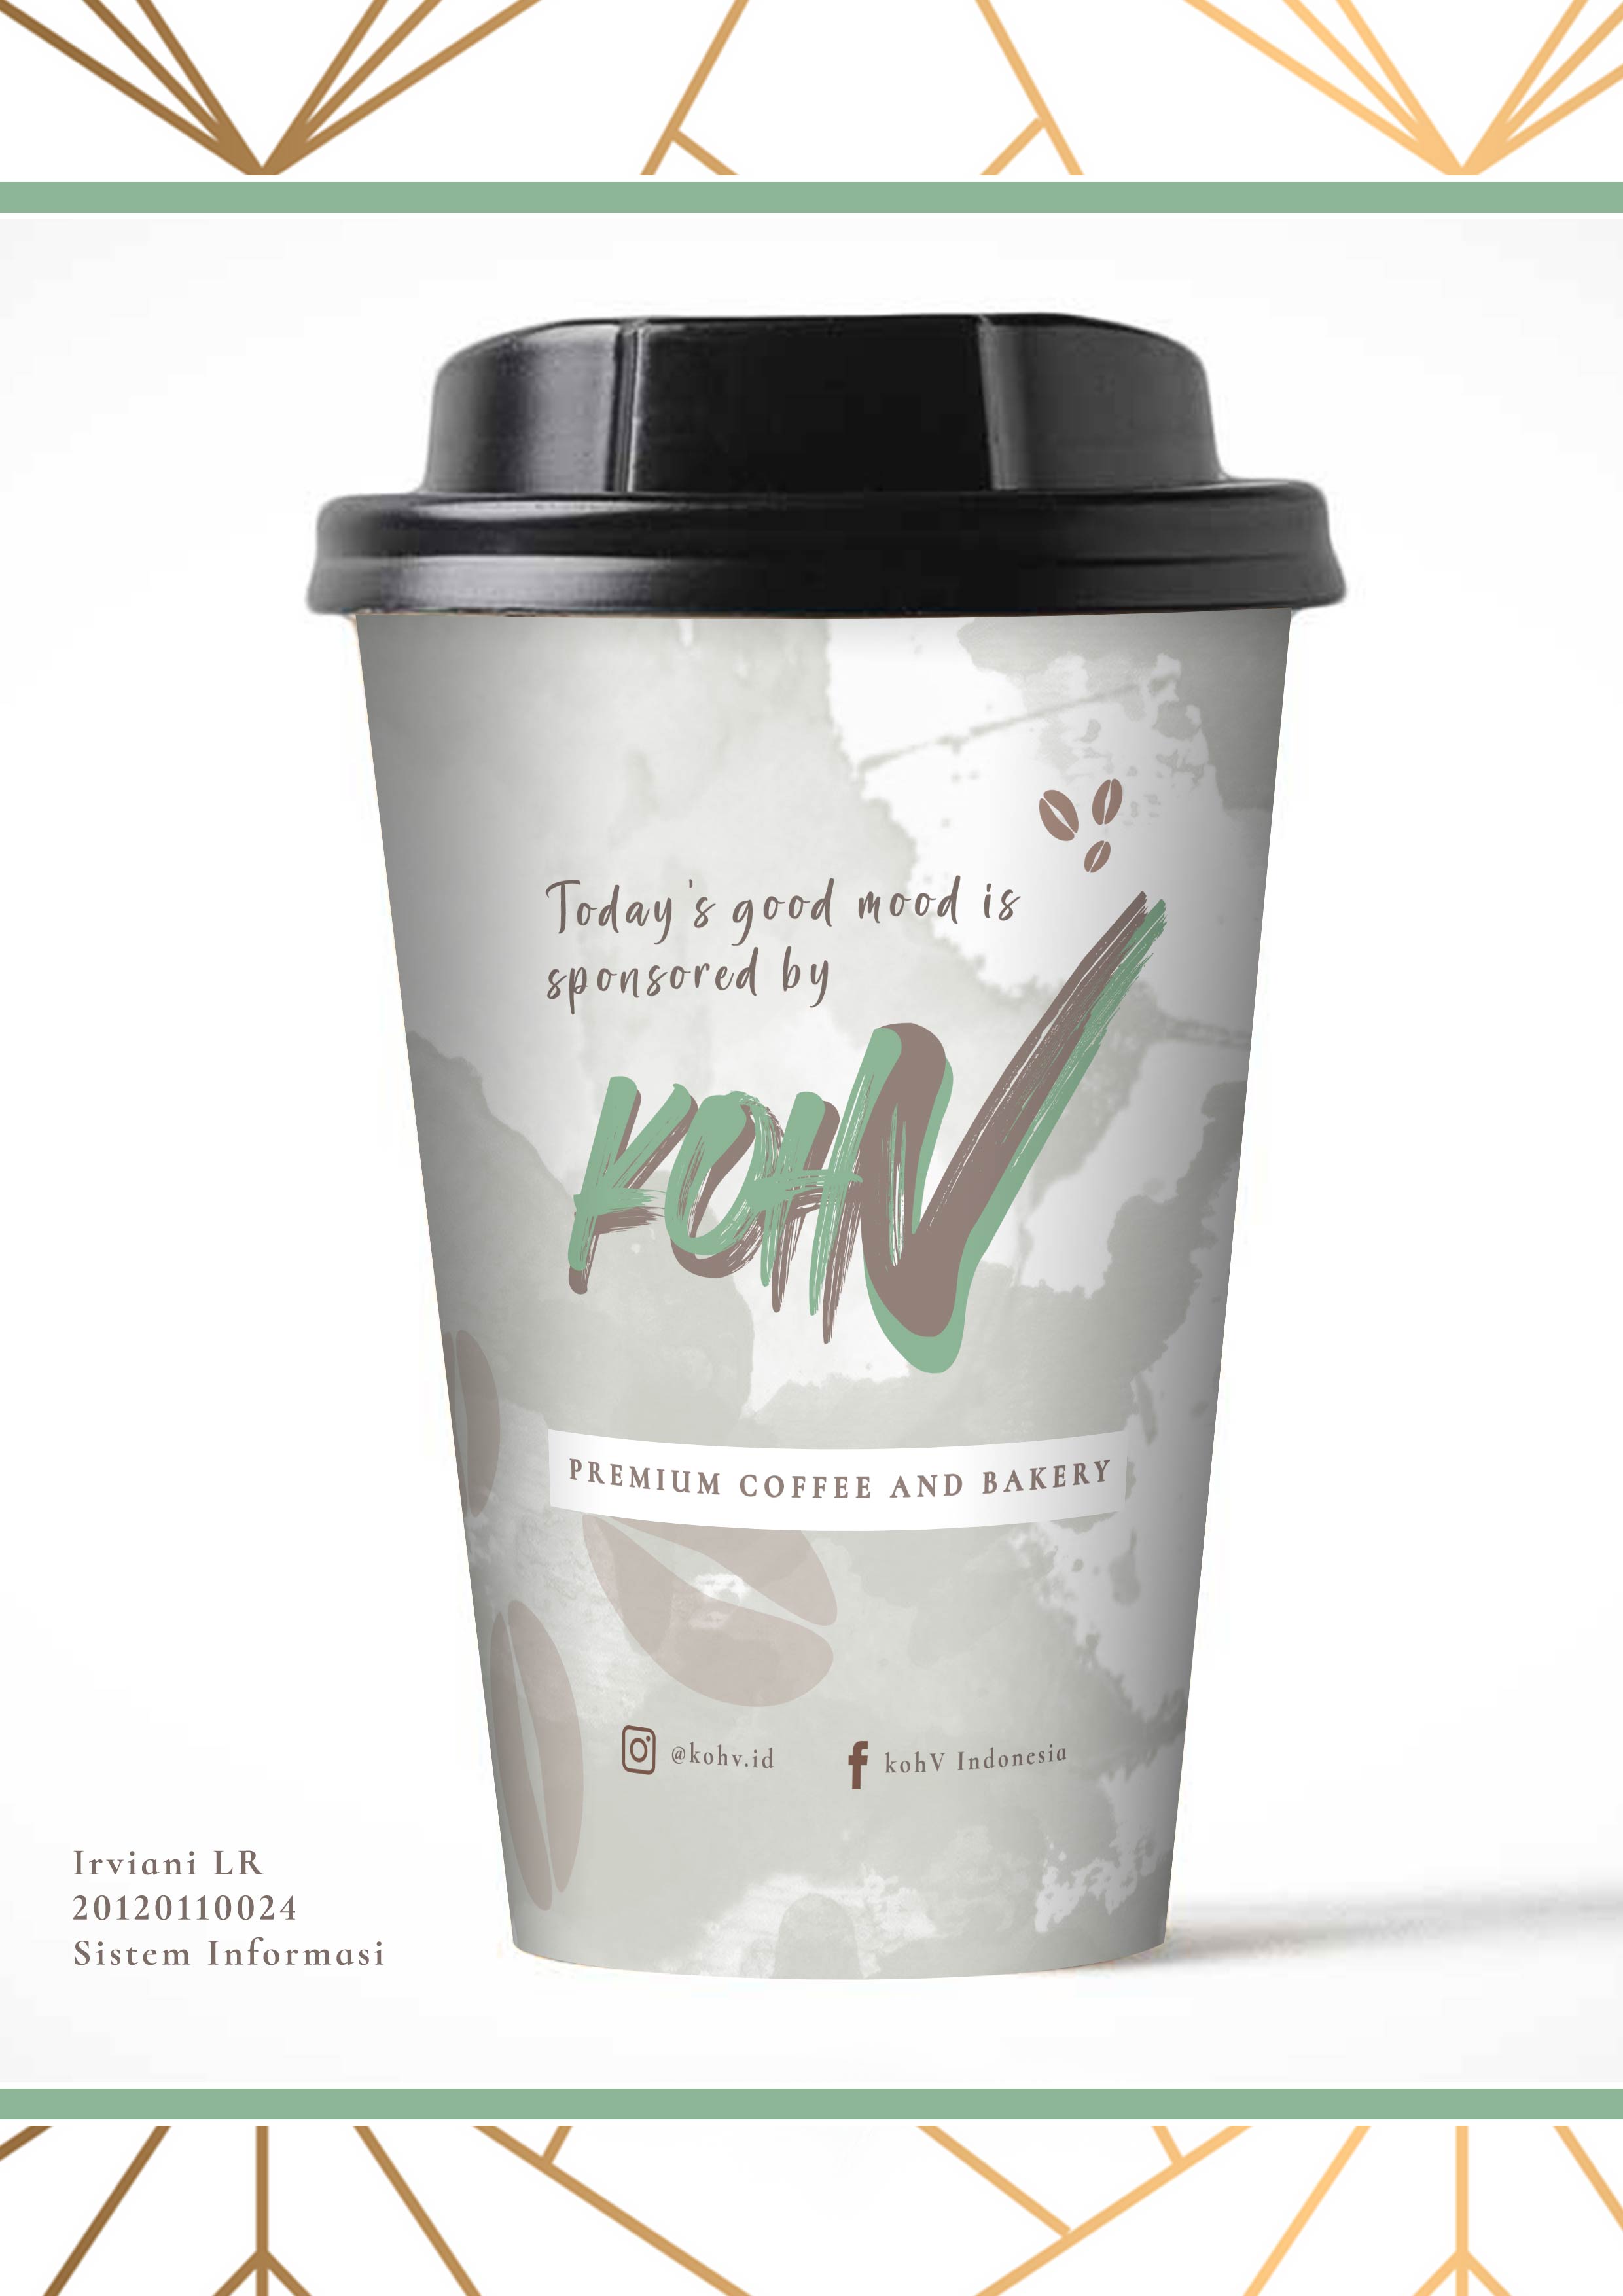 Today's good mood is
sponsored by
KOHV
PREMIUM COFFEE AND BAKERY
@kohv.id kohV Indonesia
Irviani LR
20120110024
Sistem Informasi